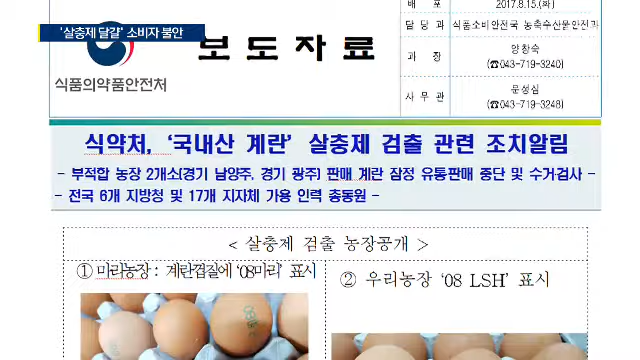 '살충제 달걀' 소비자 불안
배 포
2017.8.15.(화)
보도자료
담 당 과
식품소비안전국 농축수산물안전과
식품의약품안전처
과 장
양창숙
(☎043-719-3240)
사 무 관
문성심
(☎043-719-3248)
식약처, '국내산 계란' 살충제 검출 관련 조치알림
- 부적합 농장 2개소(경기 남양주, 경기 광주) 판매 계란 잠정 유통판매 중단 및 수거·검사 -
- 전국 6개 지방청 및 17개 지자체 가용 인력 총동원 -
< 살충제 검출 농장공개 >
① 마리농장 : 계란껍질에 '08마리' 표시
② 우리농장 '08 LSH' 표시